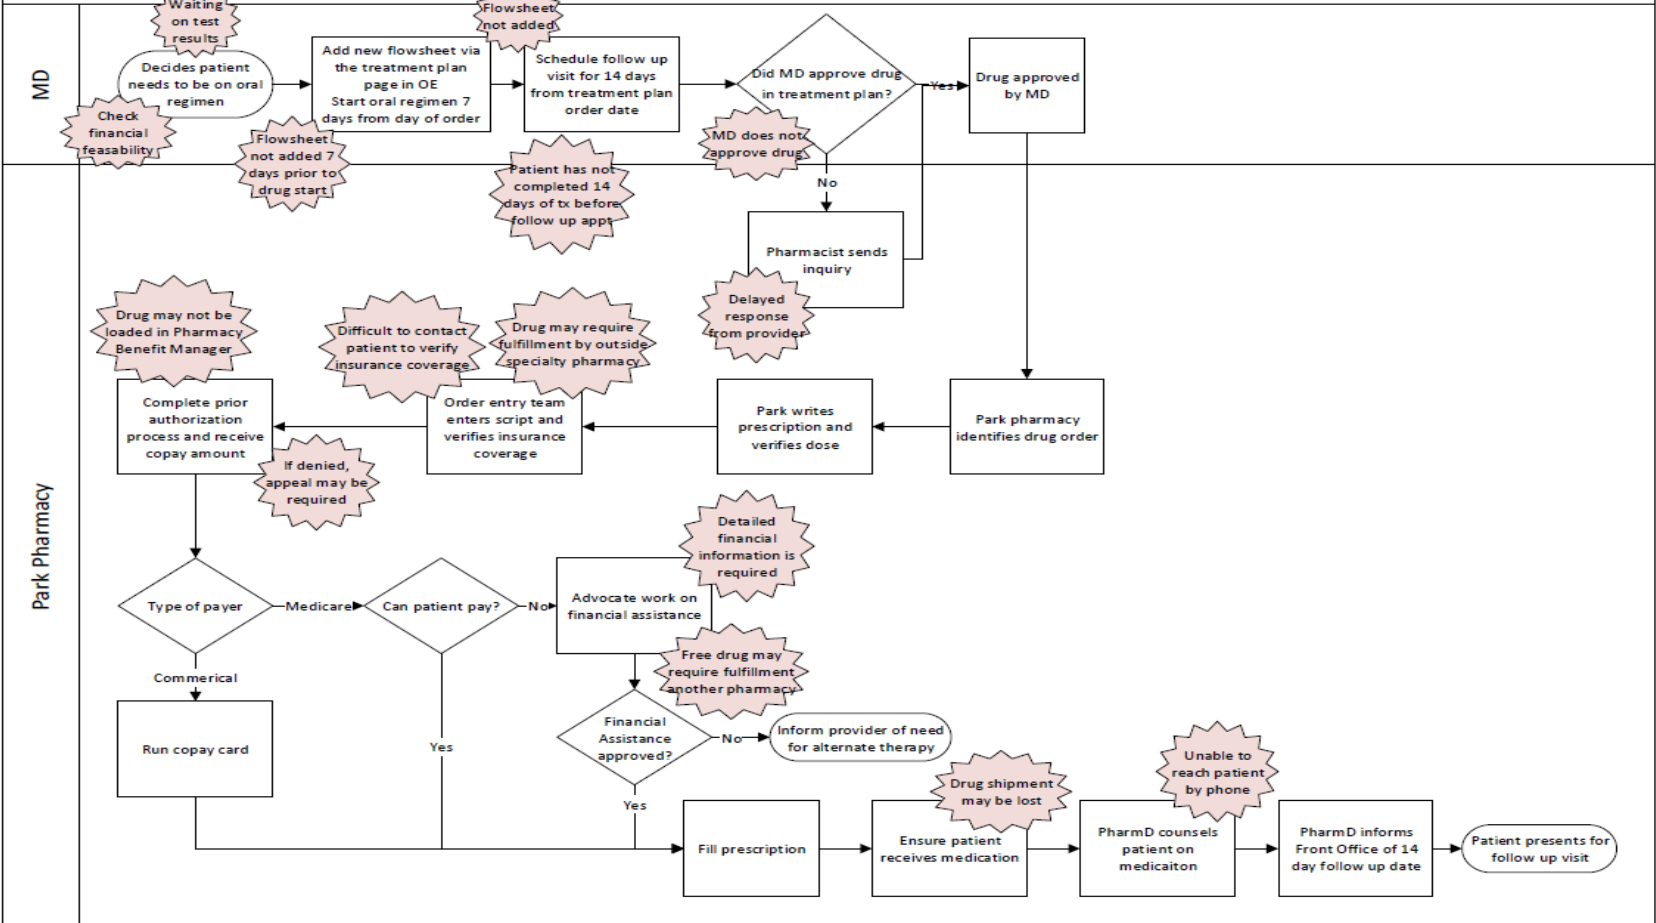 MD
Waiting
on test
results
Decides patient
needs to be on oral
regimen
Check
financial
feasability
Add new flowsheet via
the treatment plan
page in OE
Start oral regimen 7
days from day of order
Flowsheet
not added 7
days prior to
drug start
Flowsheet
not added
Schedule follow up
visit for 14 days
from treatment plan
order date
Patient has not
completed 14
days of tx before
follow up appt
Did MD approve drug
in treatment plan?
MD does not
approve drug
Yes
Drug approved
by MD
No
Park Pharmacy
Pharmacist sends
inquiry
Delayed
response
from provider
Park pharmacy
identifies drug order
Park writes
prescription and
verifies dose
Drug may require
fulfillment by outside
specialty pharmacy
Difficult to contact
patient to verify
insurance coverage
Order entry team
enters script and
verifies insurance
coverage
Drug may not be
loaded in Pharmacy
Benefit Manager
Complete prior
authorization
process and receive
copay amount
If denied,
appeal may be
required
Type of payer
Medicare
Can patient pay?
No
Advocate work on
financial assistance
Detailed
financial
information is
required
Free drug may
require fulfillment
another pharmacy
Commerical
Run copay card
Yes
Financial
Assistance
approved?
No
Inform provider of need
for alternate therapy
Yes
Fill prescription
Drug shipment
may be lost
Ensure patient
receives medication
Unable to
reach patient
by phone
PharmD counsels
patient on
medicaiton
PharmD informs
Front Office of 14
day follow up date
Patient presents for
follow up visit